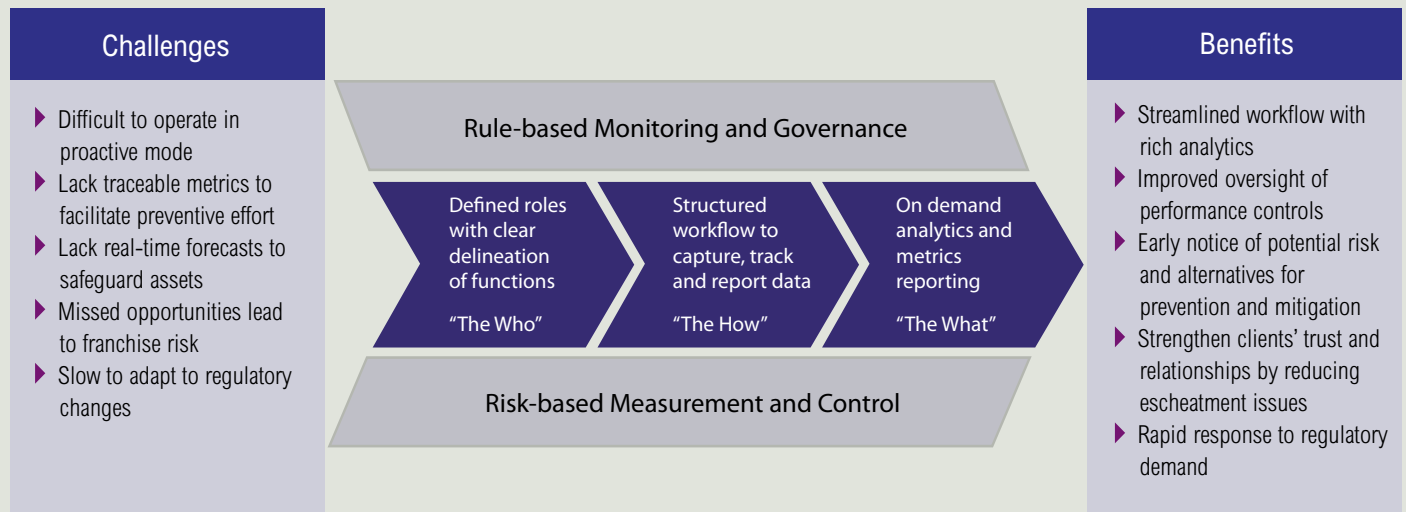 Challenges
Difficult to operate in
proactive mode
Lack traceable metrics to
facilitate preventive effort
Lack real-time forecasts to
safeguard assets
Missed opportunities lead
to franchise risk
Slow to adapt to regulatory
changes
Rule-based Monitoring and Governance
Defined roles
with clear
delineation
of functions
“The Who”
Structured
workflow to
capture, track
and report data
“The How”
On demand
analytics and
metrics
reporting
“The What”
Risk-based Measurement and Control
Benefits
Streamlined workflow with
rich analytics
Improved oversight of
performance controls
Early notice of potential risk
and alternatives for
prevention and mitigation
Strengthen clients’ trust and
relationships by reducing
escheatment issues
Rapid response to regulatory
demand